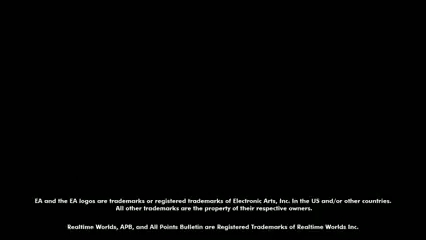 EA and the EA logos are trademarks or registered trademarks of Electronic Arts, Inc. In the US and/or other countries.
All other trademarks are the property of their respective owners.
Realtime Worlds, APB, and All Points Bulletin are Registered Trademarks of Realtime Worlds Inc.